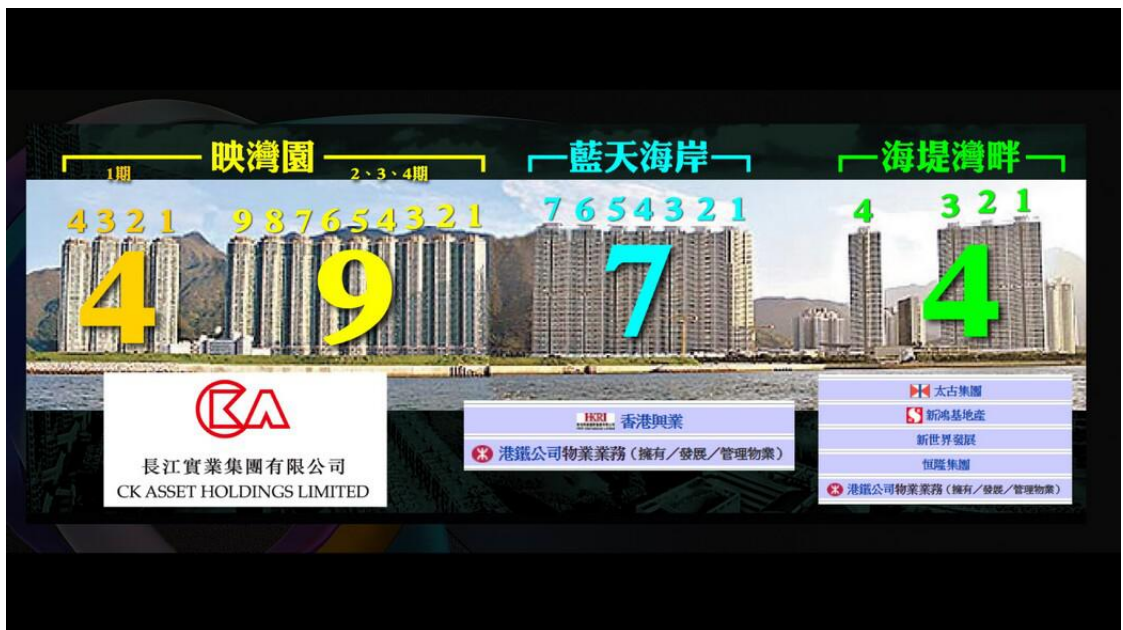 映灣園
1期
2、3、4期
4 3 2 1
9 8 7 6 5 4 3 2 1
4
9
藍天海岸
7 6 5 4 3 2 1
7
海堤灣畔
4 3 2 1
4
長江實業集團有限公司
CK ASSET HOLDINGS LIMITED
HKRI 香港興業
港鐵公司物業業務(擁有/發展/管理物業)
太古集團
新鴻基地產
新世界發展
恒隆集團
港鐵公司物業業務(擁有/發展/管理物業)